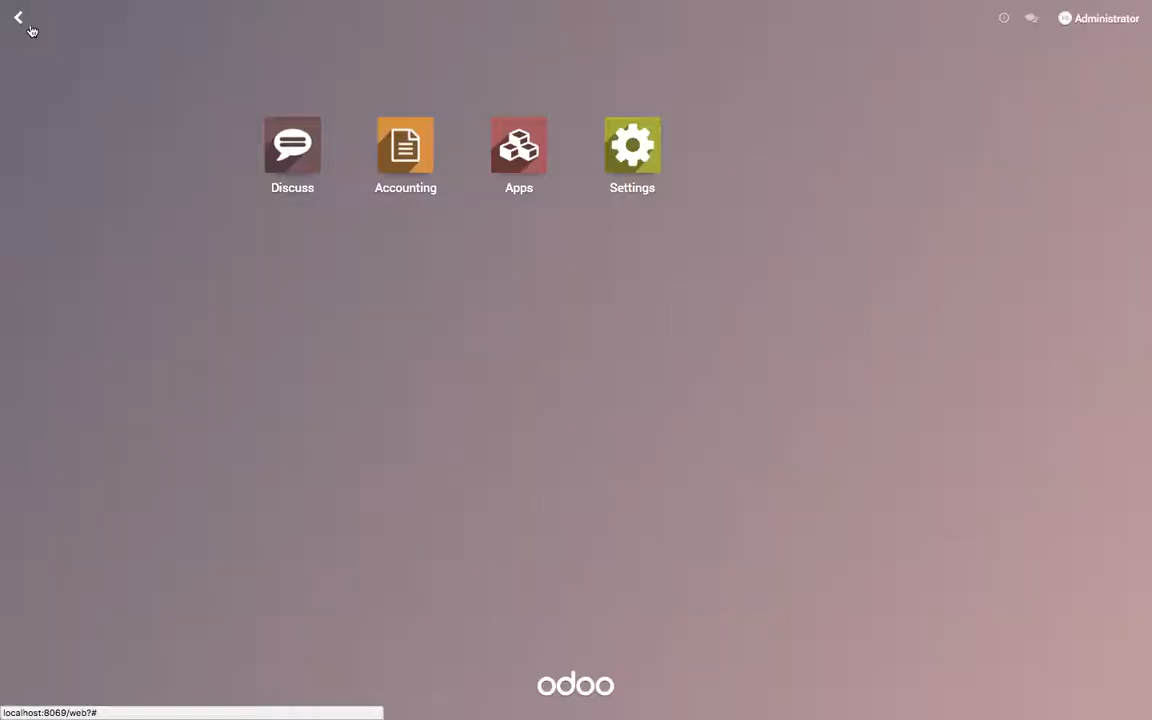 Administrator
Discuss
Accounting
Apps
Settings
odoo
localhost:8069/web?#